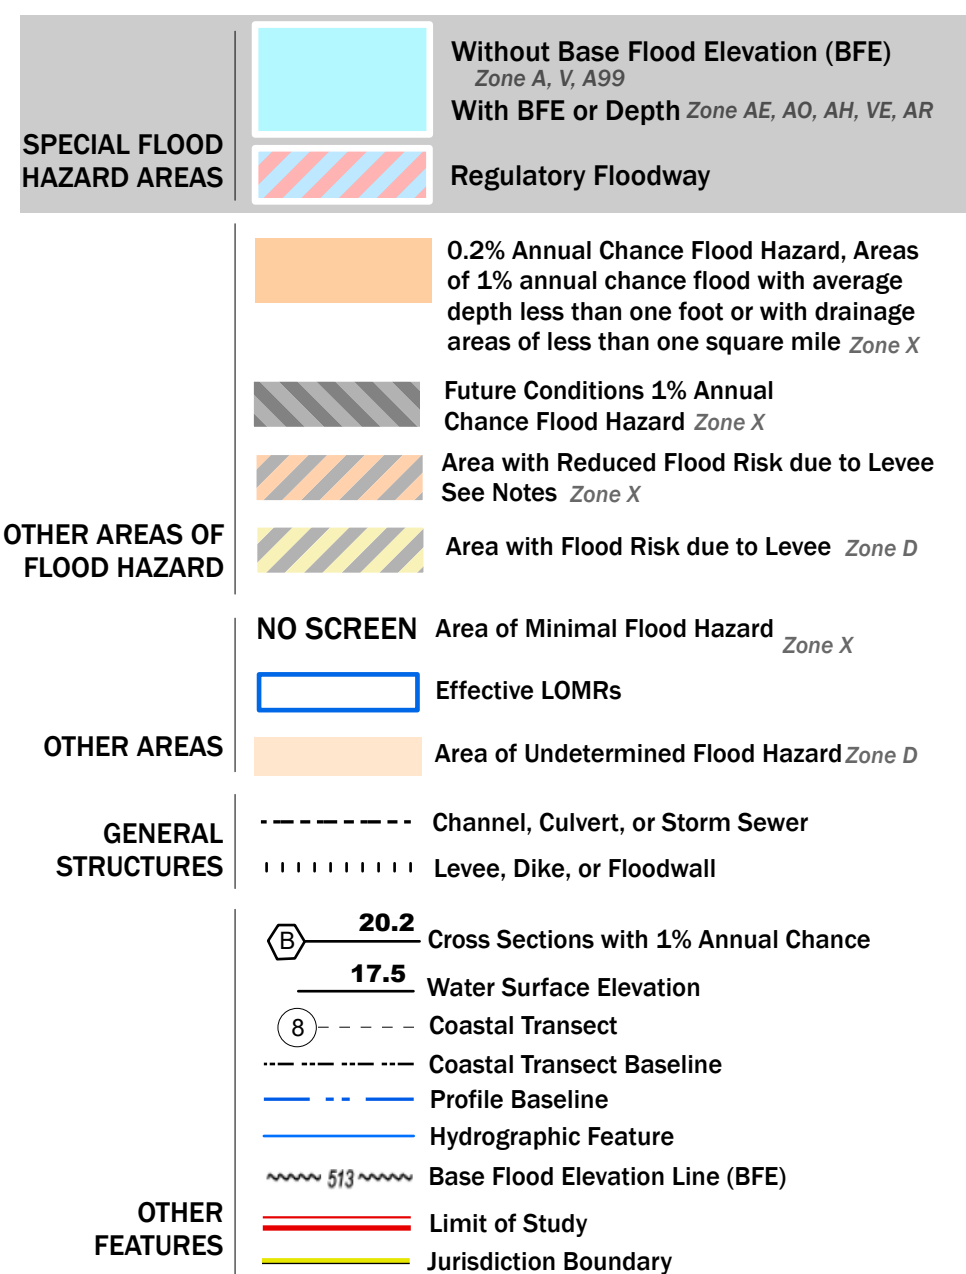 SPECIAL FLOOD
HAZARD AREAS
Without Base Flood Elevation (BFE)
Zone A, V, A99
With BFE or Depth Zone AE, AO, AH, VE, AR
Regulatory Floodway
OTHER AREAS OF
FLOOD HAZARD
0.2% Annual Chance Flood Hazard, Areas
of 1% annual chance flood with average
depth less than one foot or with drainage
areas of less than one square mile Zone X
Future Conditions 1% Annual
Chance Flood Hazard Zone X
Area with Reduced Flood Risk due to Levee
See Notes Zone X
Area with Flood Risk due to Levee Zone D
OTHER AREAS
NO SCREEN Area of Minimal Flood Hazard Zone X
Effective LOMRs
Area of Undetermined Flood Hazard Zone D
GENERAL
STRUCTURES
Channel, Culvert, or Storm Sewer
Levee, Dike, or Floodwall
OTHER
FEATURES
B 20.2 Cross Sections with 1% Annual Chance
17.5 Water Surface Elevation
8 Coastal Transect
Coastal Transect Baseline
Profile Baseline
Hydrographic Feature
513 Base Flood Elevation Line (BFE)
Limit of Study
Jurisdiction Boundary